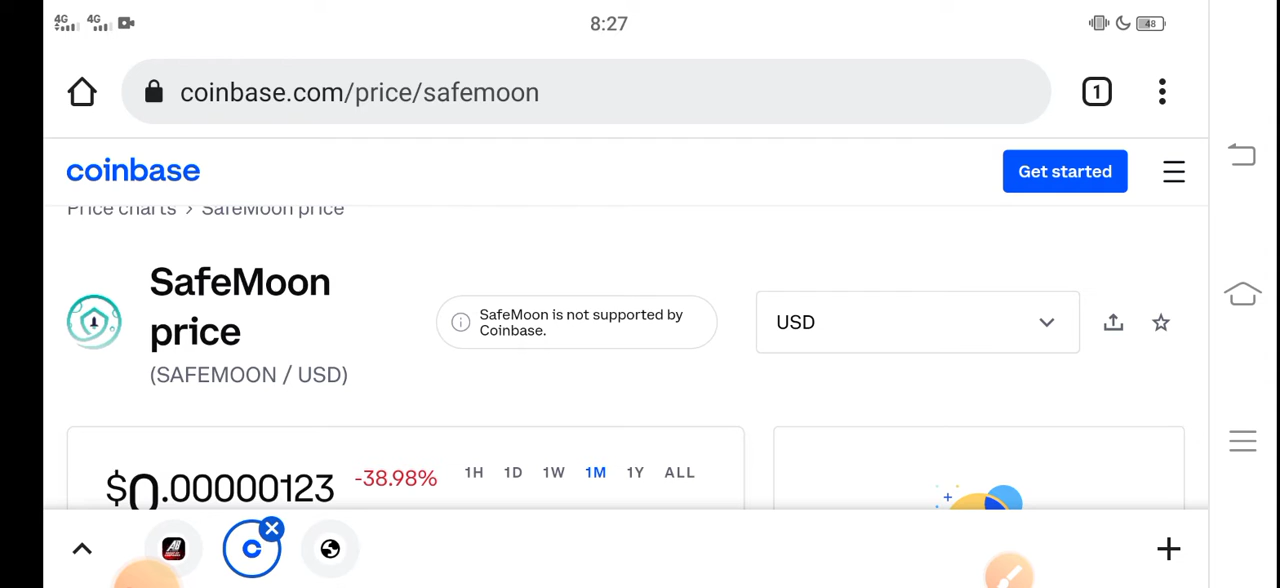 4G 4G 8:27 48
coinbase.com/price/safemoon 1
coinbase Get started
Price charts > SafeMoon price
SafeMoon
price
(SAFEMOON / USD)
SafeMoon is not supported by
Coinbase.
USD
$0.00000123 -38.98% 1H 1D 1W 1M 1Y ALL